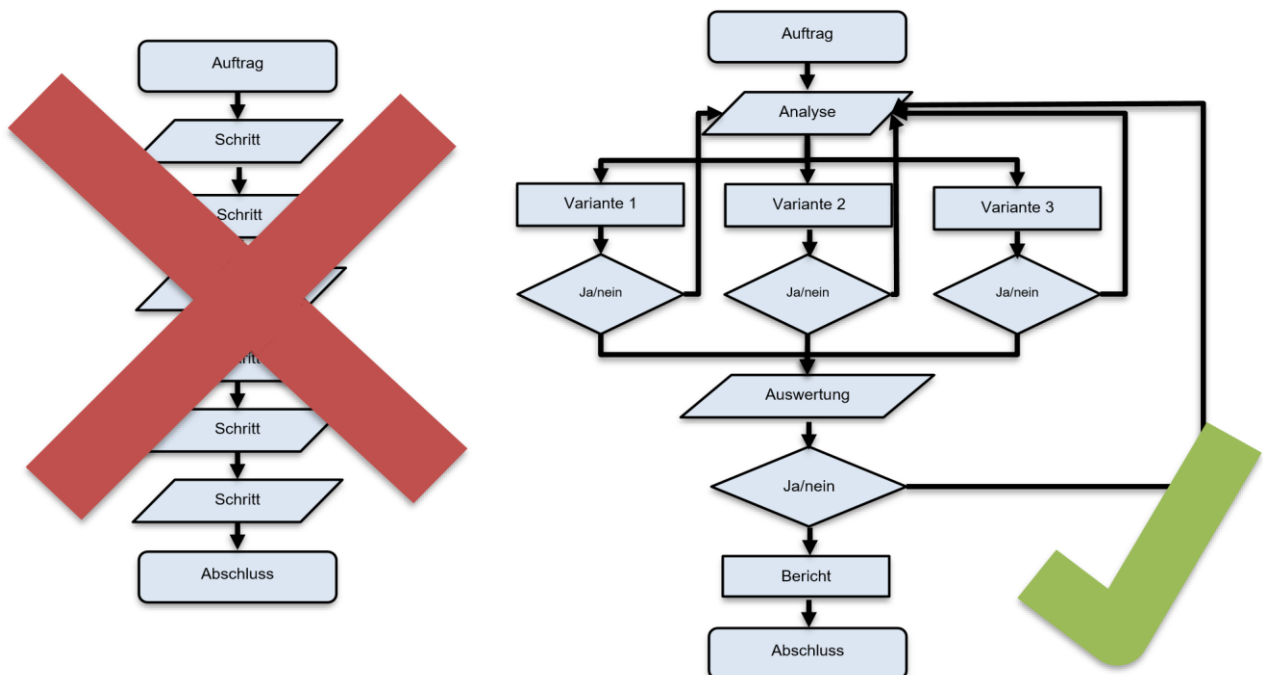 Auftrag
Schritt
Schritt
Schritt
Schritt
Abschluss
Auftrag
Analyse
Variante 1
Variante 2
Variante 3
Ja/nein
Ja/nein
Ja/nein
Auswertung
Ja/nein
Bericht
Abschluss